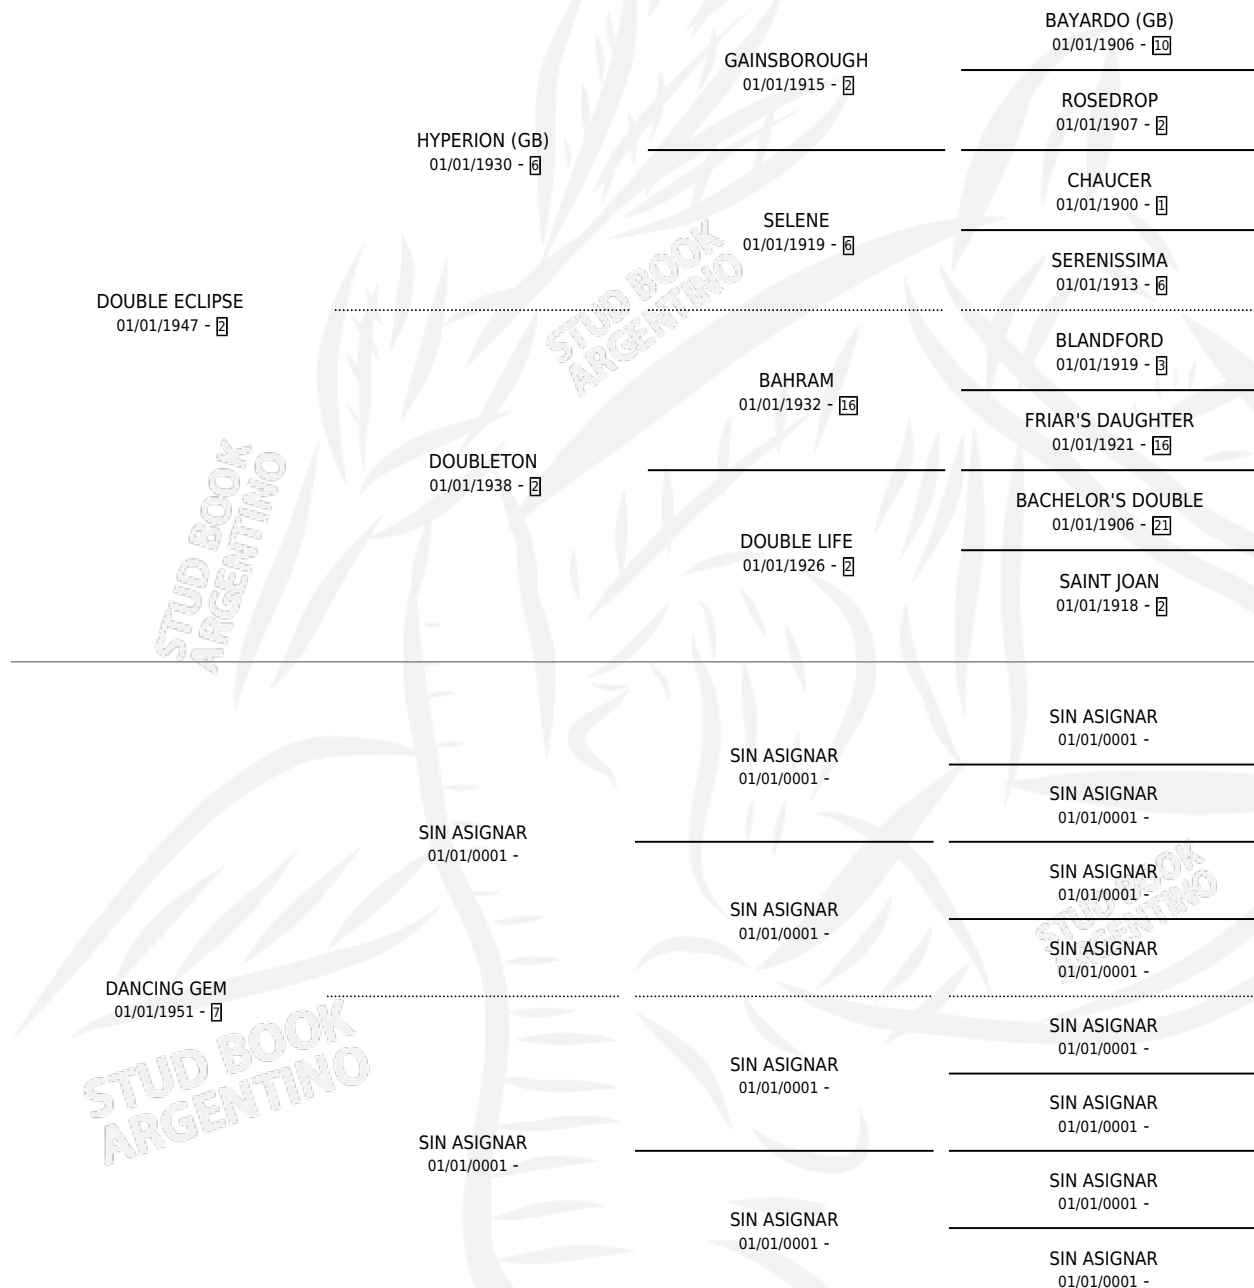 BAYARDO (GB)
01/01/1906 - 10
GAINSBOROUGH
01/01/1915 - 2
ROSEDROP
01/01/1907 - 2
HYPERION (GB)
01/01/1930 - 6
CHAUCER
01/01/1900 - 1
SELENE
01/01/1919 - 6
SERENISSIMA
01/01/1913 - 6
DOUBLE ECLIPSE
01/01/1947 - 2
STUD BOOK
ARGENTINO
BLANDFORD
01/01/1919 - 3
BAHRAM
01/01/1932 - 16
FRIAR'S DAUGHTER
01/01/1921 - 16
DOUBLETON
01/01/1938 - 2
BACHELOR'S DOUBLE
01/01/1906 - 21
DOUBLE LIFE
01/01/1926 - 2
SAINT JOAN
01/01/1918 - 2
STUD BOOK
ARGENTINO
SIN ASIGNAR
01/01/0001 -
SIN ASIGNAR
01/01/0001 -
SIN ASIGNAR
01/01/0001 -
SIN ASIGNAR
01/01/0001 -
SIN ASIGNAR
01/01/0001 -
SIN ASIGNAR
01/01/0001 -
SIN ASIGNAR
01/01/0001 -
STUD BOOK
ARGENTINO
DANCING GEM
01/01/1951 - 7
SIN ASIGNAR
01/01/0001 -
SIN ASIGNAR
01/01/0001 -
SIN ASIGNAR
01/01/0001 -
SIN ASIGNAR
01/01/0001 -
SIN ASIGNAR
01/01/0001 -
SIN ASIGNAR
01/01/0001 -
SIN ASIGNAR
01/01/0001 -
STUD BOOK
ARGENTINO